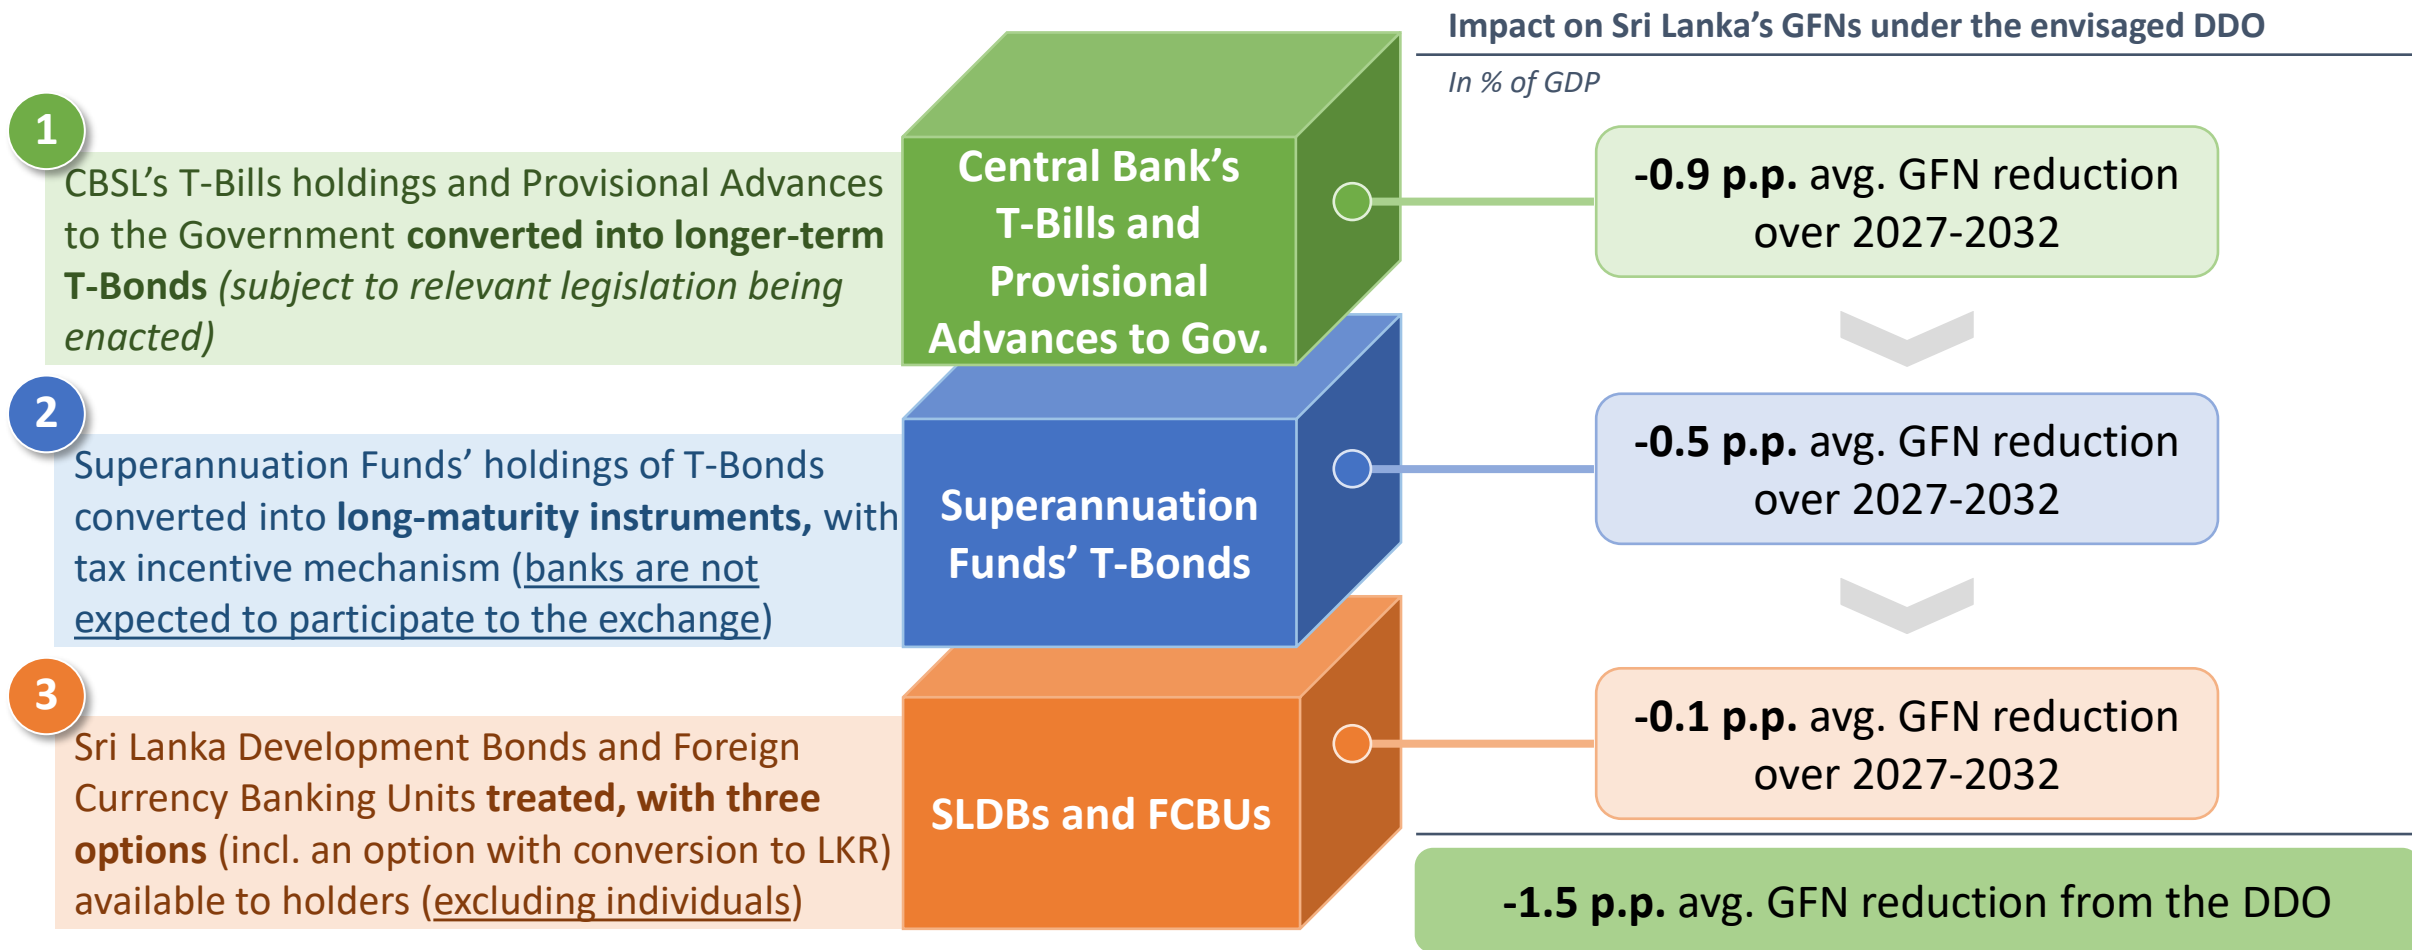 Impact on Sri Lanka’s GFNs under the envisaged DDO
In % of GDP
1
CBSL’s T-Bills holdings and Provisional Advances
to the Government converted into longer-term
T-Bonds (subject to relevant legislation being
enacted)
Central Bank’s
T-Bills and
Provisional
Advances to Gov.
-0.9 p.p. avg. GFN reduction
over 2027-2032
2
Superannuation Funds’ holdings of T-Bonds
converted into long-maturity instruments, with
tax incentive mechanism (banks are not
expected to participate to the exchange)
Superannuation
Funds’ T-Bonds
-0.5 p.p. avg. GFN reduction
over 2027-2032
3
Sri Lanka Development Bonds and Foreign
Currency Banking Units treated, with three
options (incl. an option with conversion to LKR)
available to holders (excluding individuals)
SLDBs and FCBUs
-0.1 p.p. avg. GFN reduction
over 2027-2032
-1.5 p.p. avg. GFN reduction from the DDO